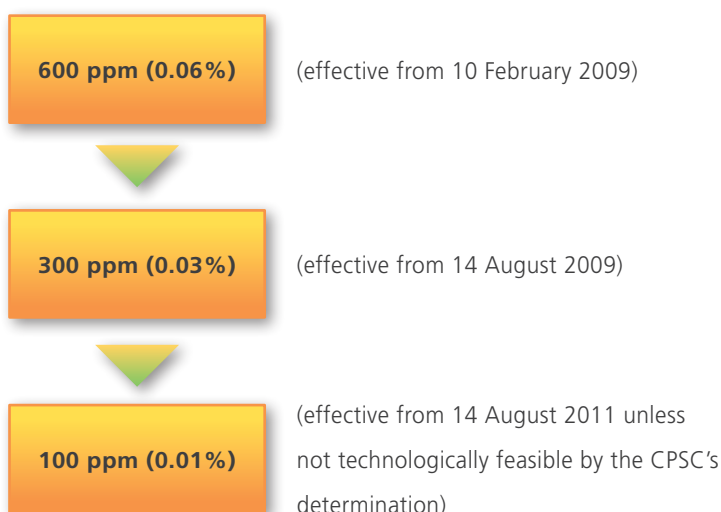 600 ppm (0.06%) (effective from 10 February 2009)
300 ppm (0.03%) (effective from 14 August 2009)
(effective from 14 August 2011 unless
100 ppm (0.01%) not technologically feasible by the CPSC’s
determination)